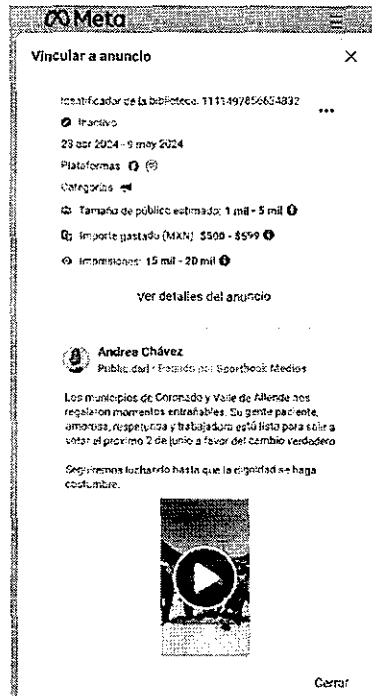 Meta
Vincular a anuncio
Identificador de la biblioteca: 1111497856654832
Inactivo
23 abr 2024 - 9 may 2024
Plataformas
Categorías
Tamaño de público estimado: 1 mil - 5 mil
Importe gastado (MXN): $500 - $599
Impresiones: 15 mil - 20 mil
Ver detalles del anuncio
Andrea Chávez
Publicidad • Pagado por Sportbook Medios
Los municipios de Coronado y Valle de Allende nos
regalaron momentos entrañables. Su gente paciente,
amorosa, respetuosa y trabajadora está lista para salir a
votar el próximo 2 de junio a favor del cambio verdadero
Seguiremos luchando hasta que la dignidad se haga
costumbre.
Cerrar